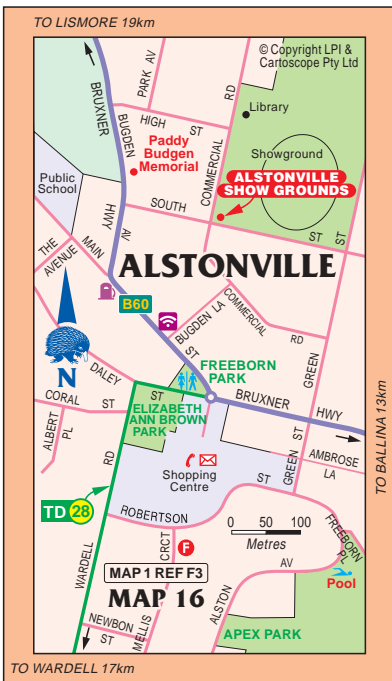 TO LISMORE 19km
© Copyright LPI &
Cartoscope Pty Ltd
PARK AV
BRUXNER
BUGDEN
HIGH ST
RD
Library
Paddy
Budgen
Memorial
COMMERCIAL
Showground
ALSTONVILLE
SHOW GROUNDS
Public
School
HWY
AV
SOUTH
ST
ST
THE
AVENUE
MAIN
ALSTONVILLE
B60
BUGDEN LA
COMMERCIAL
RD
ST
N
DALEY
ST
FREEBORN
PARK
GREEN
CORAL ST
ELIZABETH
ANN BROWN
PARK
BRUXNER
HWY
TO BALLINA 13km
ALBERT
PL
RD
Shopping
Centre
ST
GREEN ST
AMBROSE
LA
TD 28
ROBERTSON
0 50 100
Metres
FREEBORN
PL
WARDELL
CRCT
F
MAP 1 REF F3
MAP 16
AV
Pool
ALSTON
NEWBON
ST
MELLIS
APEX PARK
TO WARDELL 17km